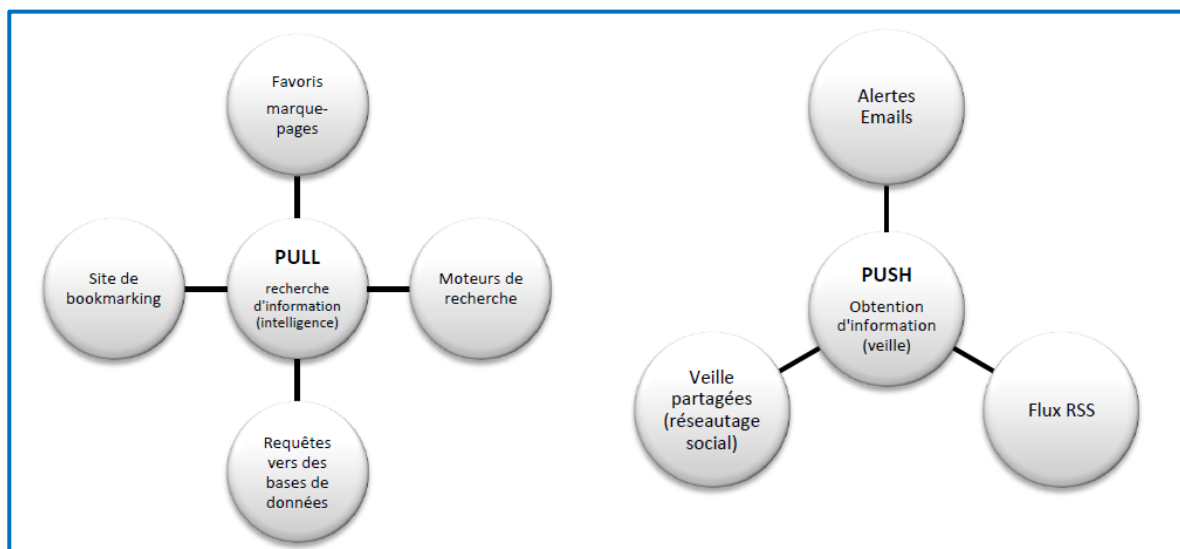 Favoris
marque-
pages
Site de
bookmarking
PULL
recherche
d'information
(intelligence)
Moteurs de
recherche
Requêtes
vers des
bases de
données
Alertes
Emails
PUSH
Obtention
d'information
(veille)
Veille
partagées
(réseautage
social)
Flux RSS